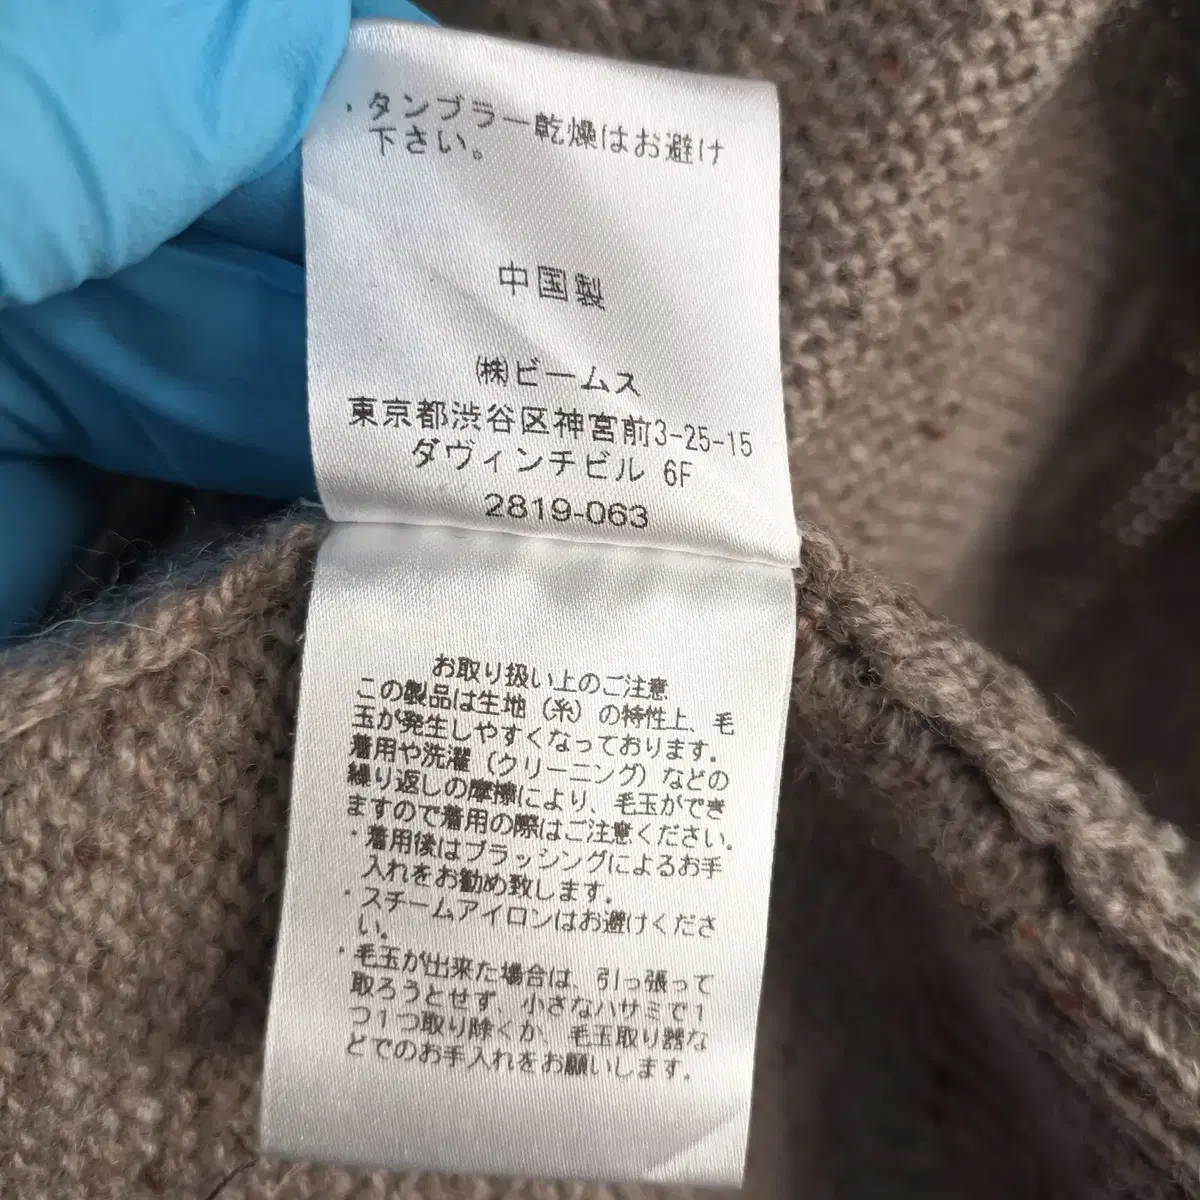 ・タンブラー乾燥はお避け
下さい。
中国製
㈱ビームス
東京都渋谷区神宮前3-25-15
ダヴィンチビル 6F
2819-063
お取り扱い上のご注意
この製品は生地（糸）の特性上、毛
玉が発生しやすくなっております。
着用や洗濯（クリーニング）などの
繰り返しの摩擦により、毛玉ができ
ますので着用の際はご注意ください。
・着用後はブラッシングによるお手
入れをお勧め致します。
・スチームアイロンはお避けくださ
い。
・毛玉が出来た場合は、引っ張って
取ろうとせず、小さなハサミで１
つ１つ取り除くか、毛玉取り器な
どでのお手入れをお願いします。